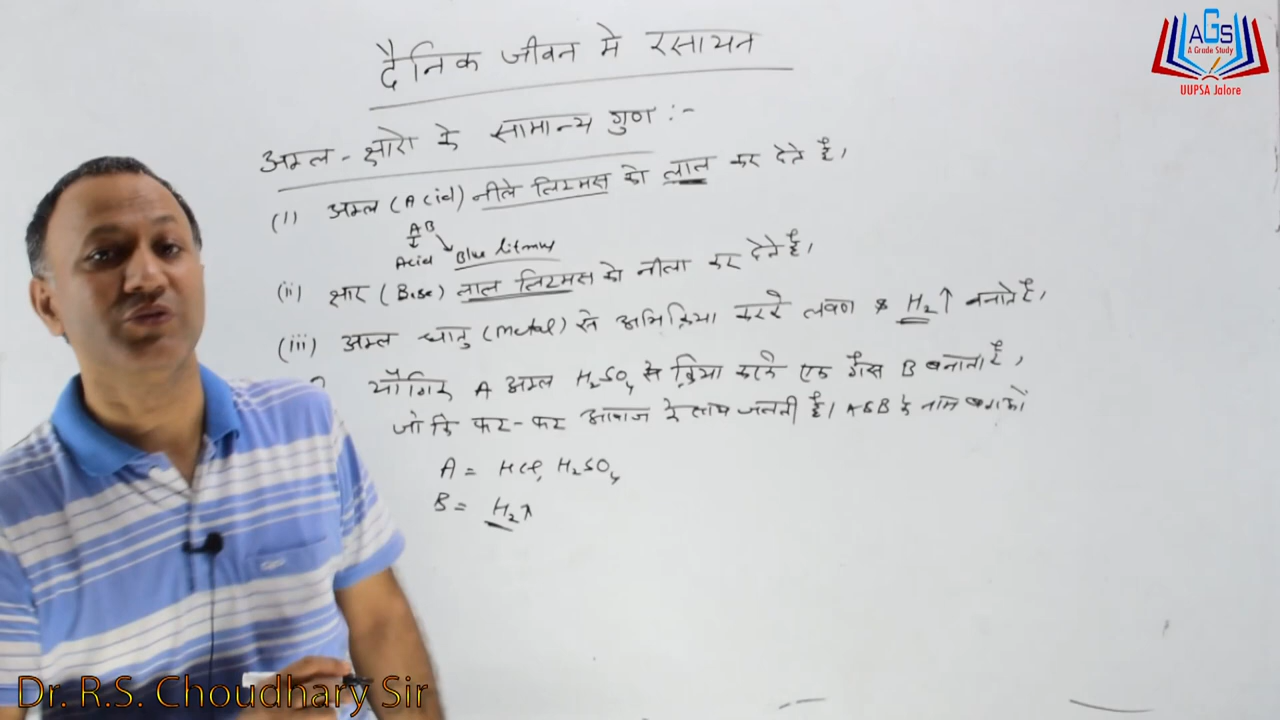 दैनिक जीवन मे रसायन
AGS
A Grade Study
UUPSA Jalore
अम्ल - क्षारो के सामान्य गुण :-
(i) अम्ल (Acid) नीले लिटमस को लाल कर देते है।
AB
Acid Blue litmus
(ii) क्षार (Base) लाल लिटमस को नीला कर देते है।
(iii) अम्ल धातु (metal) से अभिक्रिया करके लवण & H₂↑ बनाते है।
यौगिक A अम्ल H₂SO₄ से क्रिया करके एक गैस B बनाता है,
जो कि फट-फट आवाज के साथ जलती है। A & B के नाम बताओ
A = HCl, H₂SO₄
B = H₂↑
Dr. R.S. Choudhary Sir